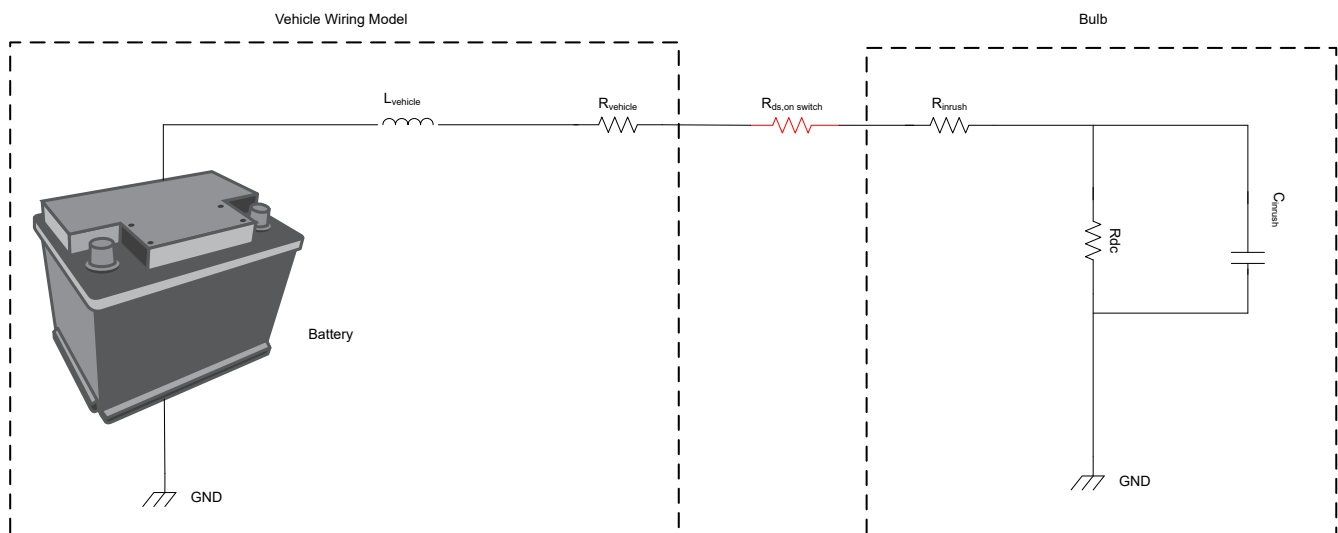 Vehicle Wiring Model
Bulb
Lvehicle
Rvehicle
Rds,on switch
Rinrush
Cinrush
Rdc
Battery
GND
GND